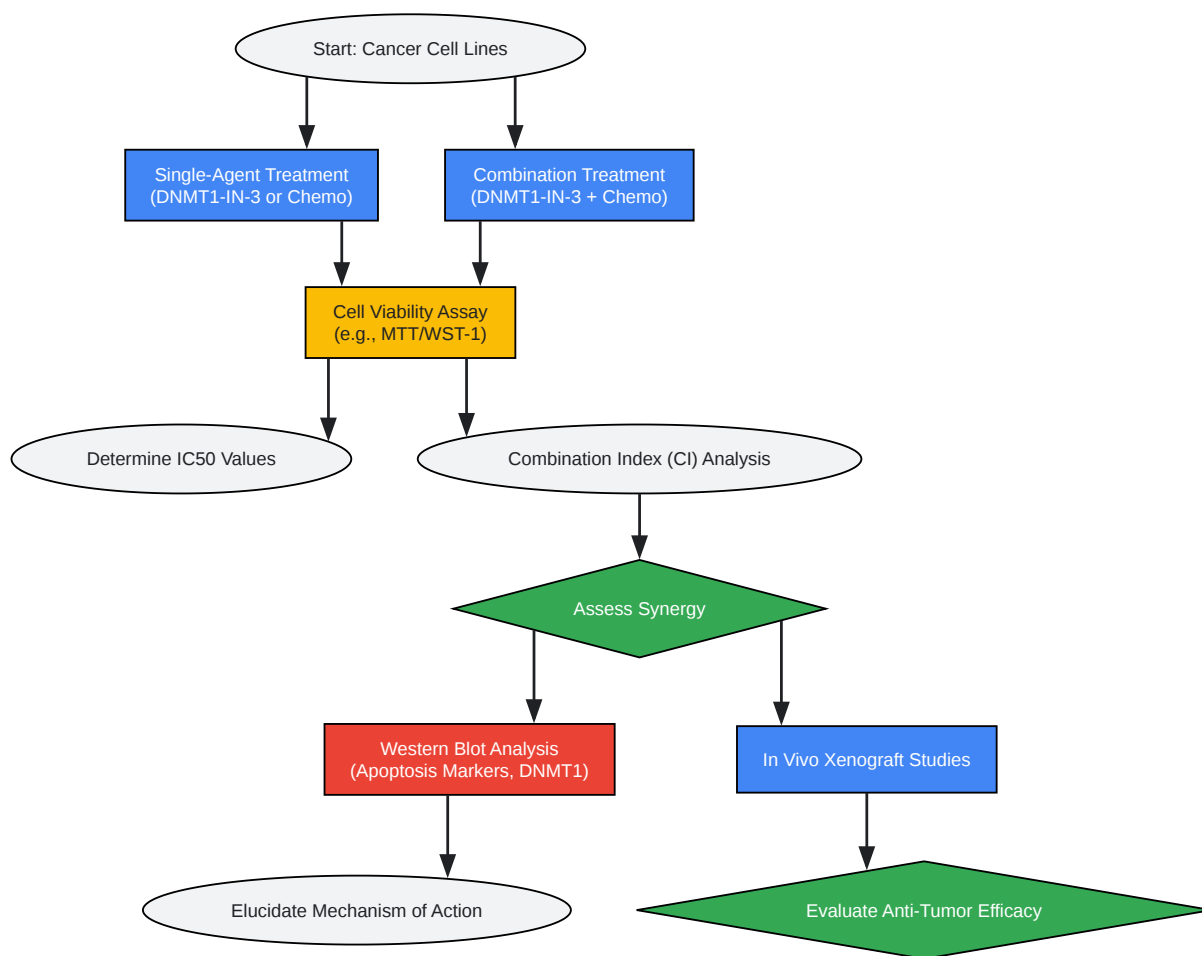 Start: Cancer Cell Lines
Single-Agent Treatment
(DNMT1-IN-3 or Chemo)
Combination Treatment
(DNMT1-IN-3 + Chemo)
Cell Viability Assay
(e.g., MTT/WST-1)
Determine IC50 Values
Combination Index (CI) Analysis
Assess Synergy
Western Blot Analysis
(Apoptosis Markers, DNMT1)
In Vivo Xenograft Studies
Elucidate Mechanism of Action
Evaluate Anti-Tumor Efficacy